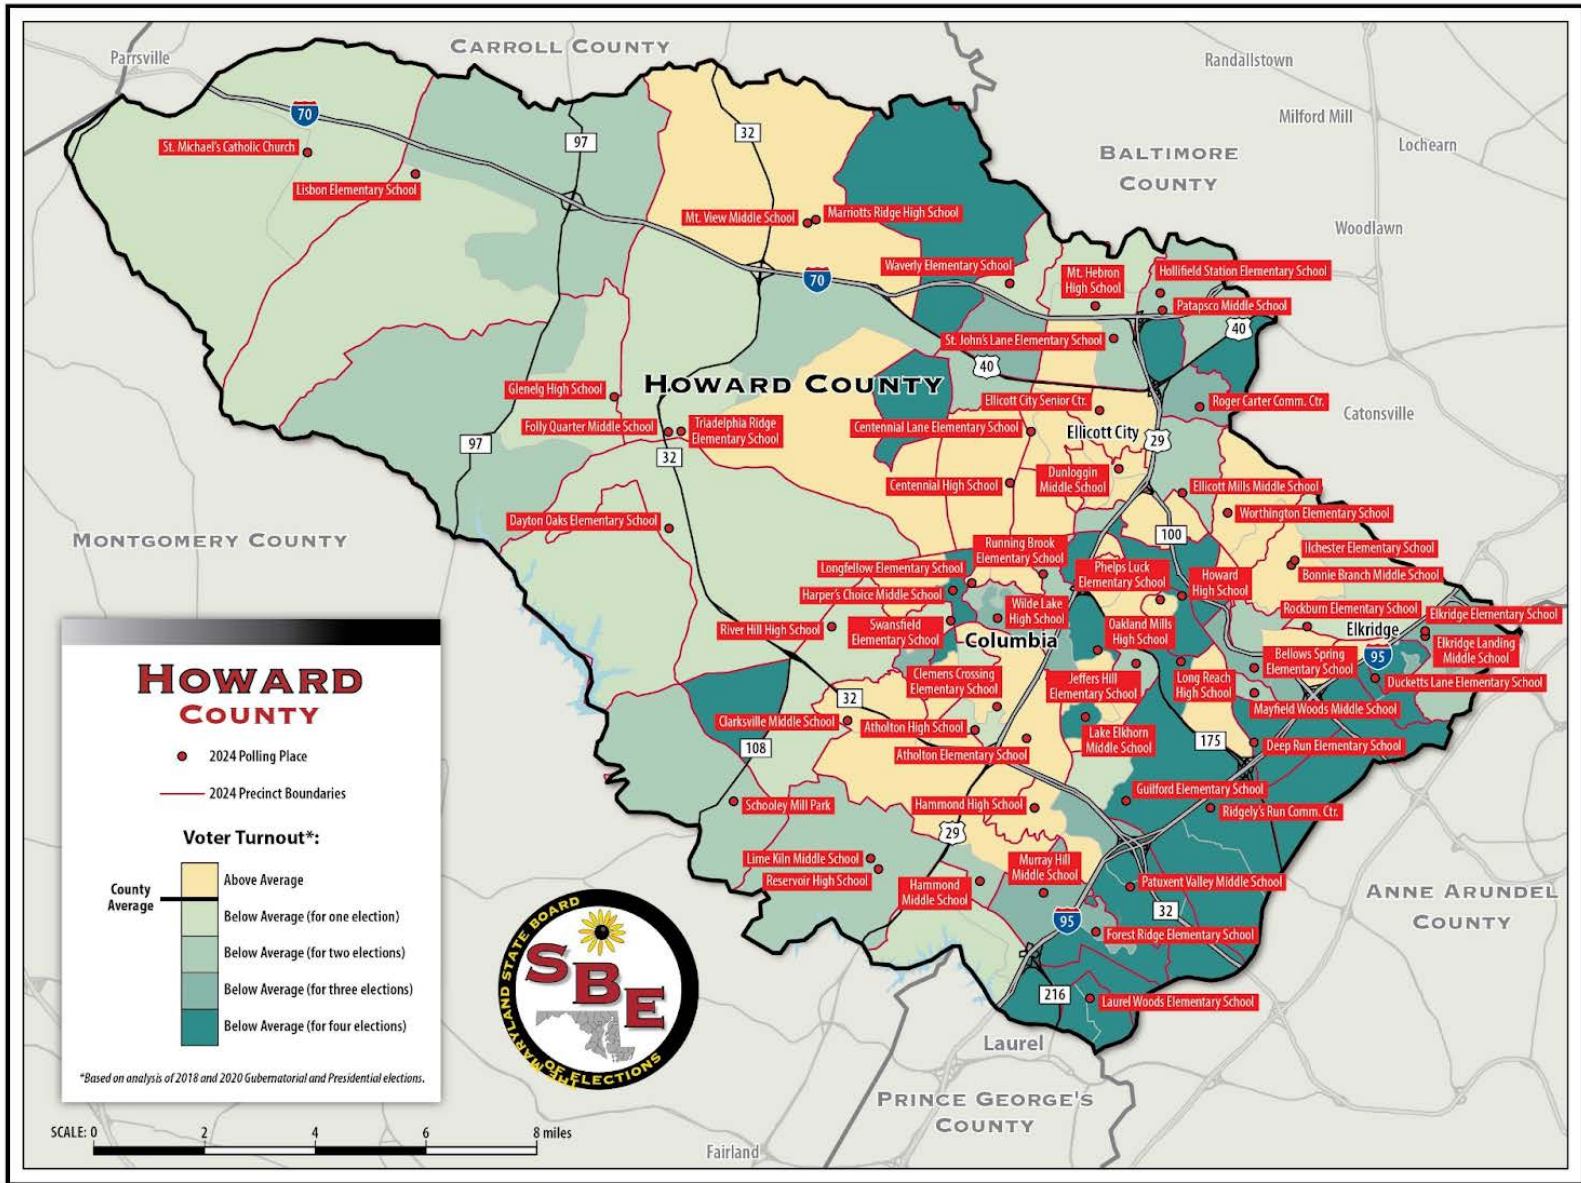 CARROLL COUNTY
Parrsville
Randallstown
Milford Mill
Lochearn
BALTIMORE
COUNTY
Woodlawn
Catonsville
MONTGOMERY COUNTY
ANNE ARUNDEL
COUNTY
PRINCE GEORGE'S
COUNTY
Laurel
Fairland
HOWARD COUNTY
Ellicott City
Columbia
Elkridge
70
97
32
70
40
40
29
97
32
100
32
108
175
95
29
95
32
216
St. Michael's Catholic Church
Lisbon Elementary School
Mt. View Middle School
Marriotts Ridge High School
Waverly Elementary School
Mt. Hebron
High School
Hollifield Station Elementary School
Patapsco Middle School
St. John's Lane Elementary School
Glenelg High School
Folly Quarter Middle School
Triadelphia Ridge
Elementary School
Ellicott City Senior Ctr.
Roger Carter Comm. Ctr.
Centennial Lane Elementary School
Centennial High School
Dunloggin
Middle School
Ellicott Mills Middle School
Worthington Elementary School
Dayton Oaks Elementary School
Running Brook
Elementary School
Ilchester Elementary School
Bonnie Branch Middle School
Longfellow Elementary School
Phelps Luck
Elementary School
Howard
High School
Harper's Choice Middle School
Wilde Lake
High School
Rockburn Elementary School
Elkridge Elementary School
River Hill High School
Swansfield
Elementary School
Oakland Mills
High School
Elkridge Landing
Middle School
Bellows Spring
Elementary School
Clemens Crossing
Elementary School
Jeffers Hill
Elementary School
Long Reach
High School
Ducketts Lane Elementary School
Mayfield Woods Middle School
Clarksville Middle School
Atholton High School
Lake Elkhorn
Middle School
Atholton Elementary School
Deep Run Elementary School
Guilford Elementary School
Schooley Mill Park
Hammond High School
Ridgely's Run Comm. Ctr.
Lime Kiln Middle School
Reservoir High School
Hammond
Middle School
Murray Hill
Middle School
Patuxent Valley Middle School
Forest Ridge Elementary School
Laurel Woods Elementary School
HOWARD
COUNTY
2024 Polling Place
2024 Precinct Boundaries
Voter Turnout*:
County
Average
Above Average
Below Average (for one election)
Below Average (for two elections)
Below Average (for three elections)
Below Average (for four elections)
*Based on analysis of 2018 and 2020 Gubernatorial and Presidential elections.
THE MARYLAND STATE BOARD
OF ELECTIONS
SBE
SCALE: 0 2 4 6 8 miles